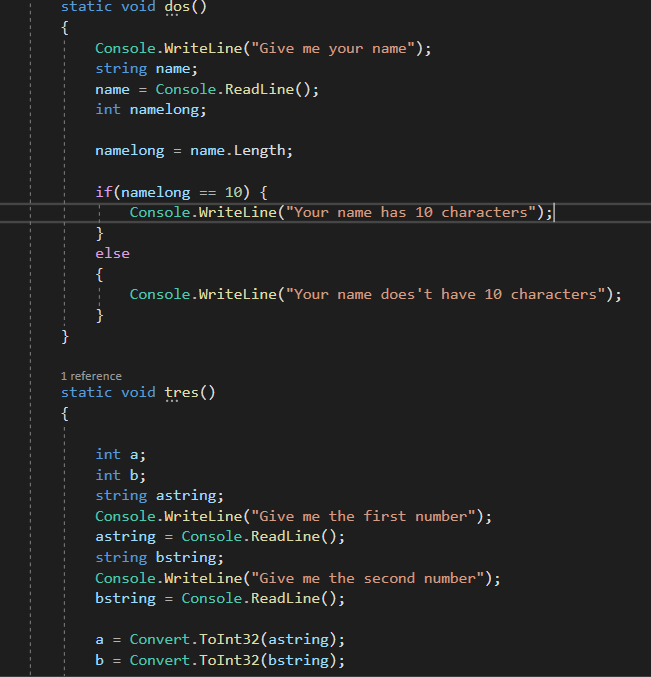 static void dos()
{
Console.WriteLine("Give me your name");
string name;
name = Console.ReadLine();
int namelong;
namelong = name.Length;
if(namelong == 10) {
Console.WriteLine("Your name has 10 characters");
}
else
{
Console.WriteLine("Your name does't have 10 characters");
}
}
1 reference
static void tres()
{
int a;
int b;
string astring;
Console.WriteLine("Give me the first number");
astring = Console.ReadLine();
string bstring;
Console.WriteLine("Give me the second number");
bstring = Console.ReadLine();
a = Convert.ToInt32(astring);
b = Convert.ToInt32(bstring);